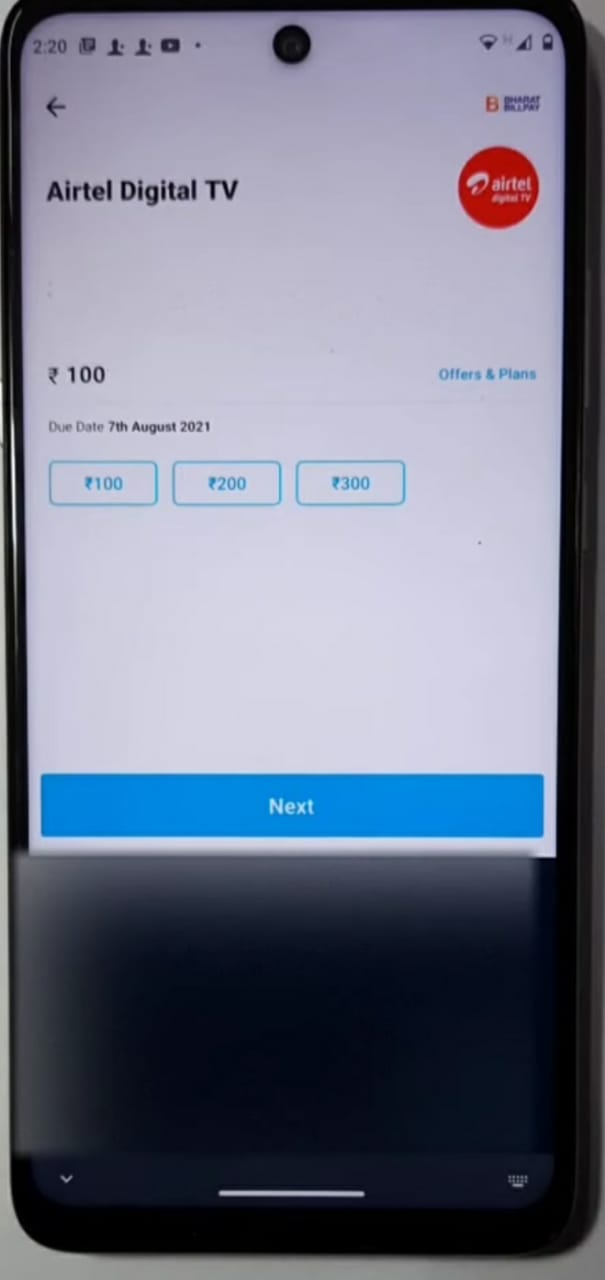 2:20
BHARAT
BILLPAY
Airtel Digital TV
airtel
digital TV
₹ 100
Offers & Plans
Due Date 7th August 2021
₹100
₹200
₹300
Next